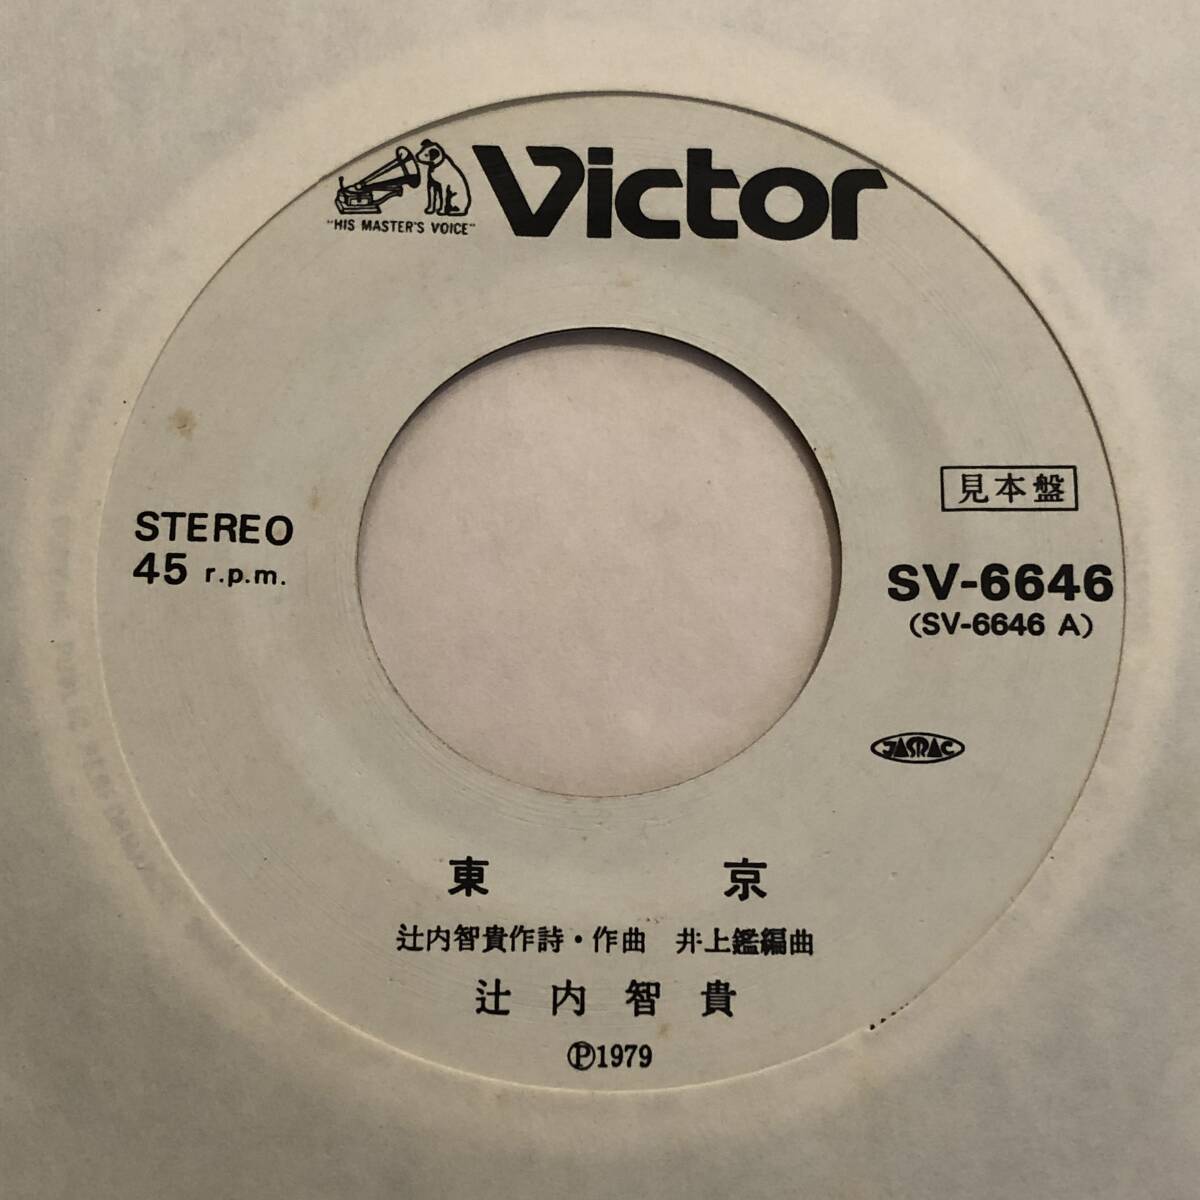 Victor
"HIS MASTER'S VOICE"
見本盤
STEREO
45 r.p.m.
SV-6646
(SV-6646 A)
JASRAC
東京
辻内智貴作詩・作曲 井上鑑編曲
辻内智貴
Ⓟ1979